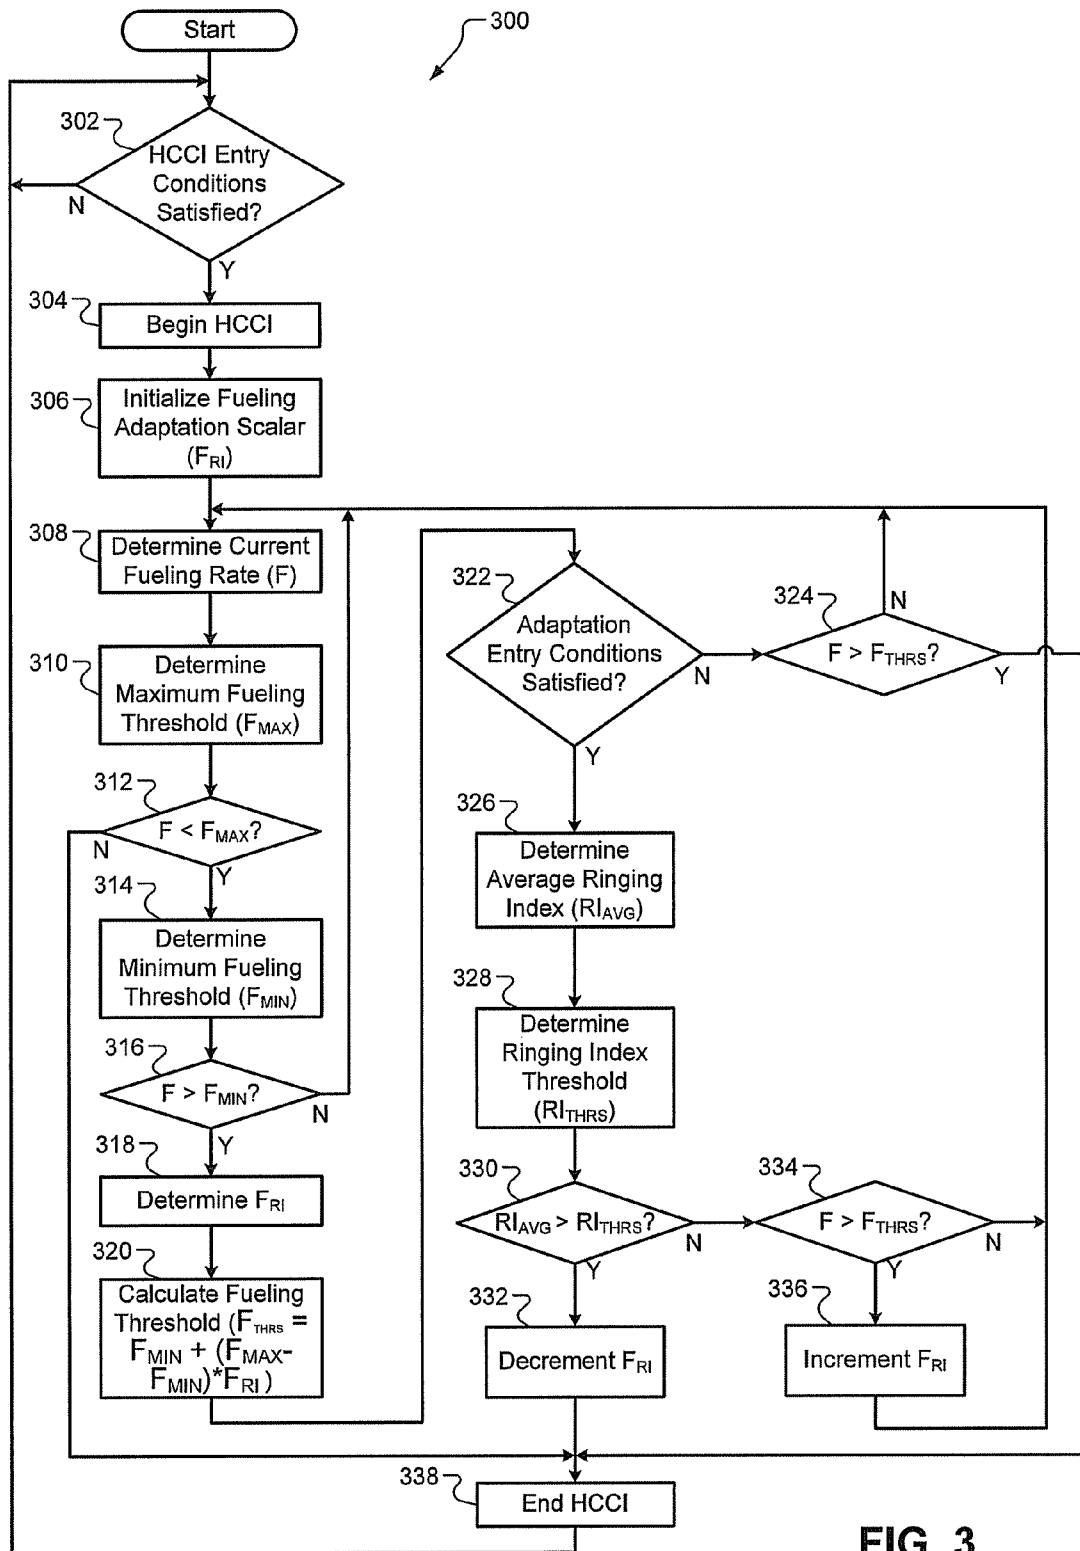 Start
300
302
HCCI Entry
Conditions
Satisfied?
N
Y
304
Begin HCCI
306
Initialize Fueling
Adaptation Scalar
(FRI)
308
Determine Current
Fueling Rate (F)
310
Determine
Maximum Fueling
Threshold (FMAX)
312
F < FMAX?
N
Y
314
Determine
Minimum Fueling
Threshold (FMIN)
316
F > FMIN?
N
Y
318
Determine FRI
320
Calculate Fueling
Threshold (FTHRS =
FMIN + (FMAX-
FMIN)*FRI )
322
Adaptation
Entry Conditions
Satisfied?
N
Y
324
F > FTHRS?
N
Y
326
Determine
Average Ringing
Index (RIAVG)
328
Determine
Ringing Index
Threshold
(RITHRS)
330
RIAVG > RITHRS?
N
Y
332
Decrement FRI
334
F > FTHRS?
N
Y
336
Increment FRI
338
End HCCI
FIG. 3